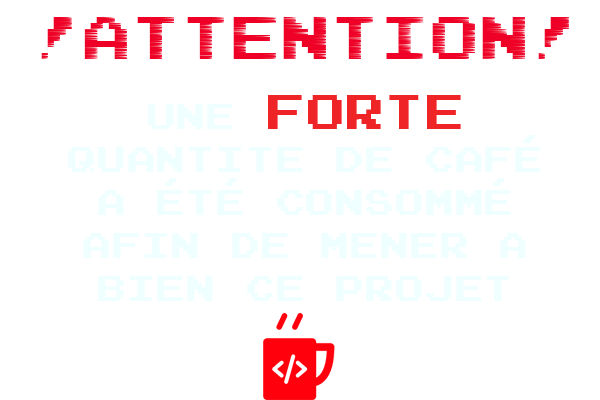 !ATTENTION!
UNE FORTE
QUANTITE DE CAFÉ
A ÉTÉ CONSOMMÉ
AFIN DE MENER A
BIEN CE PROJET
</>